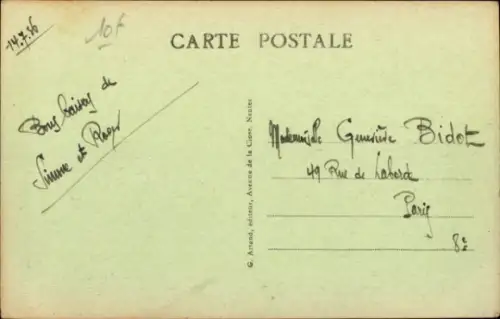 14.7.36
10f
CARTE POSTALE
Bons baisers de
Simone et Roger
G. Artaud, éditeur, Avenue de la Close, Nantes
Mademoiselle Geneviève Bidot
49 Rue de Laborde
Paris
8e